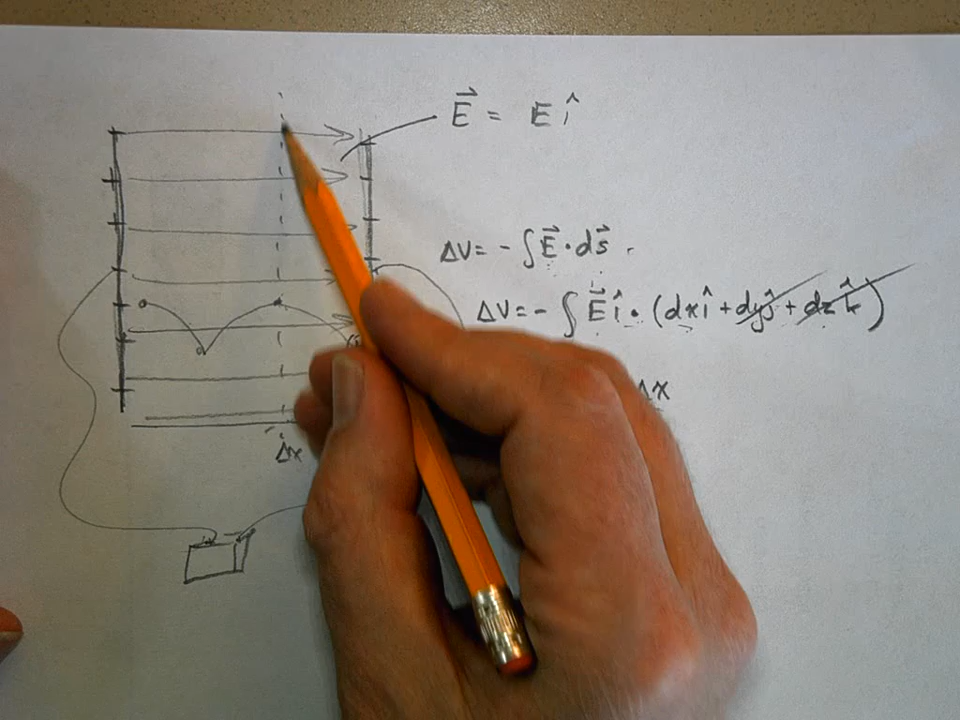 E⃗ = E î
ΔV = - ∫ E⃗ · ds⃗
ΔV = - ∫ E⃗ î · (dx î + dy ĵ + dz k̂)
Δx
Δx